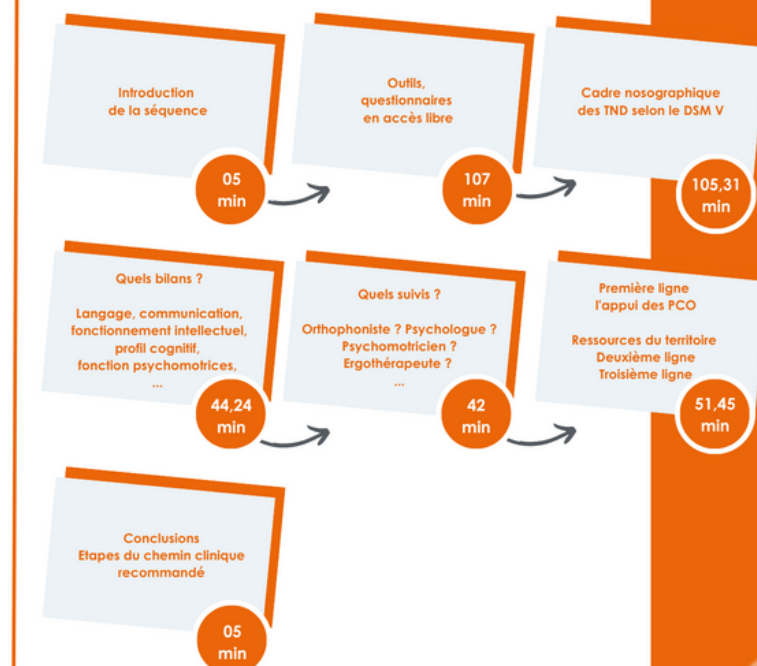 Introduction
de la séquence
05
min
Outils,
questionnaires
en accès libre
107
min
Cadre nosographique
des TND selon le DSM V
105,31
min
Quels bilans ?
Langage, communication,
fonctionnement intellectuel,
profil cognitif,
fonction psychomotrices,
...
44,24
min
Quels suivis ?
Orthophoniste ? Psychologue ?
Psychomotricien ?
Ergothérapeute ?
...
42
min
Première ligne
l'appui des PCO
Ressources du territoire
Deuxième ligne
Troisième ligne
51,45
min
Conclusions
Etapes du chemin clinique
recommandé
05
min